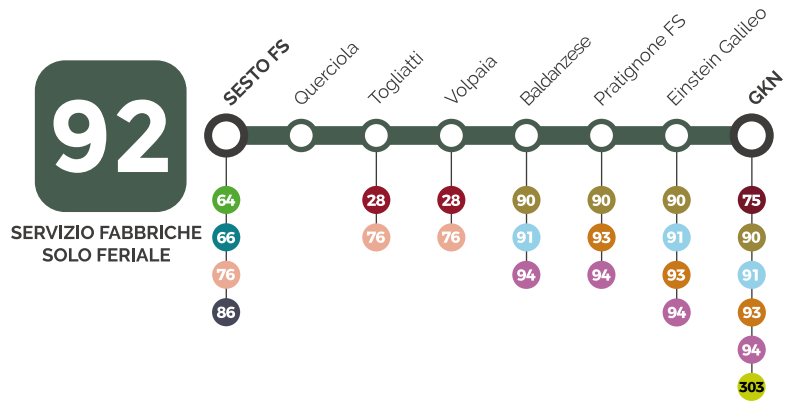 92
SERVIZIO FABBRICHE
SOLO FERIALE
SESTO FS
Querciola
Togliatti
Volpaia
Baldanzese
Pratignone FS
Einstein Galileo
GKN
64
66
76
86
28
76
28
76
90
91
94
90
93
94
90
91
93
94
75
90
91
93
94
303